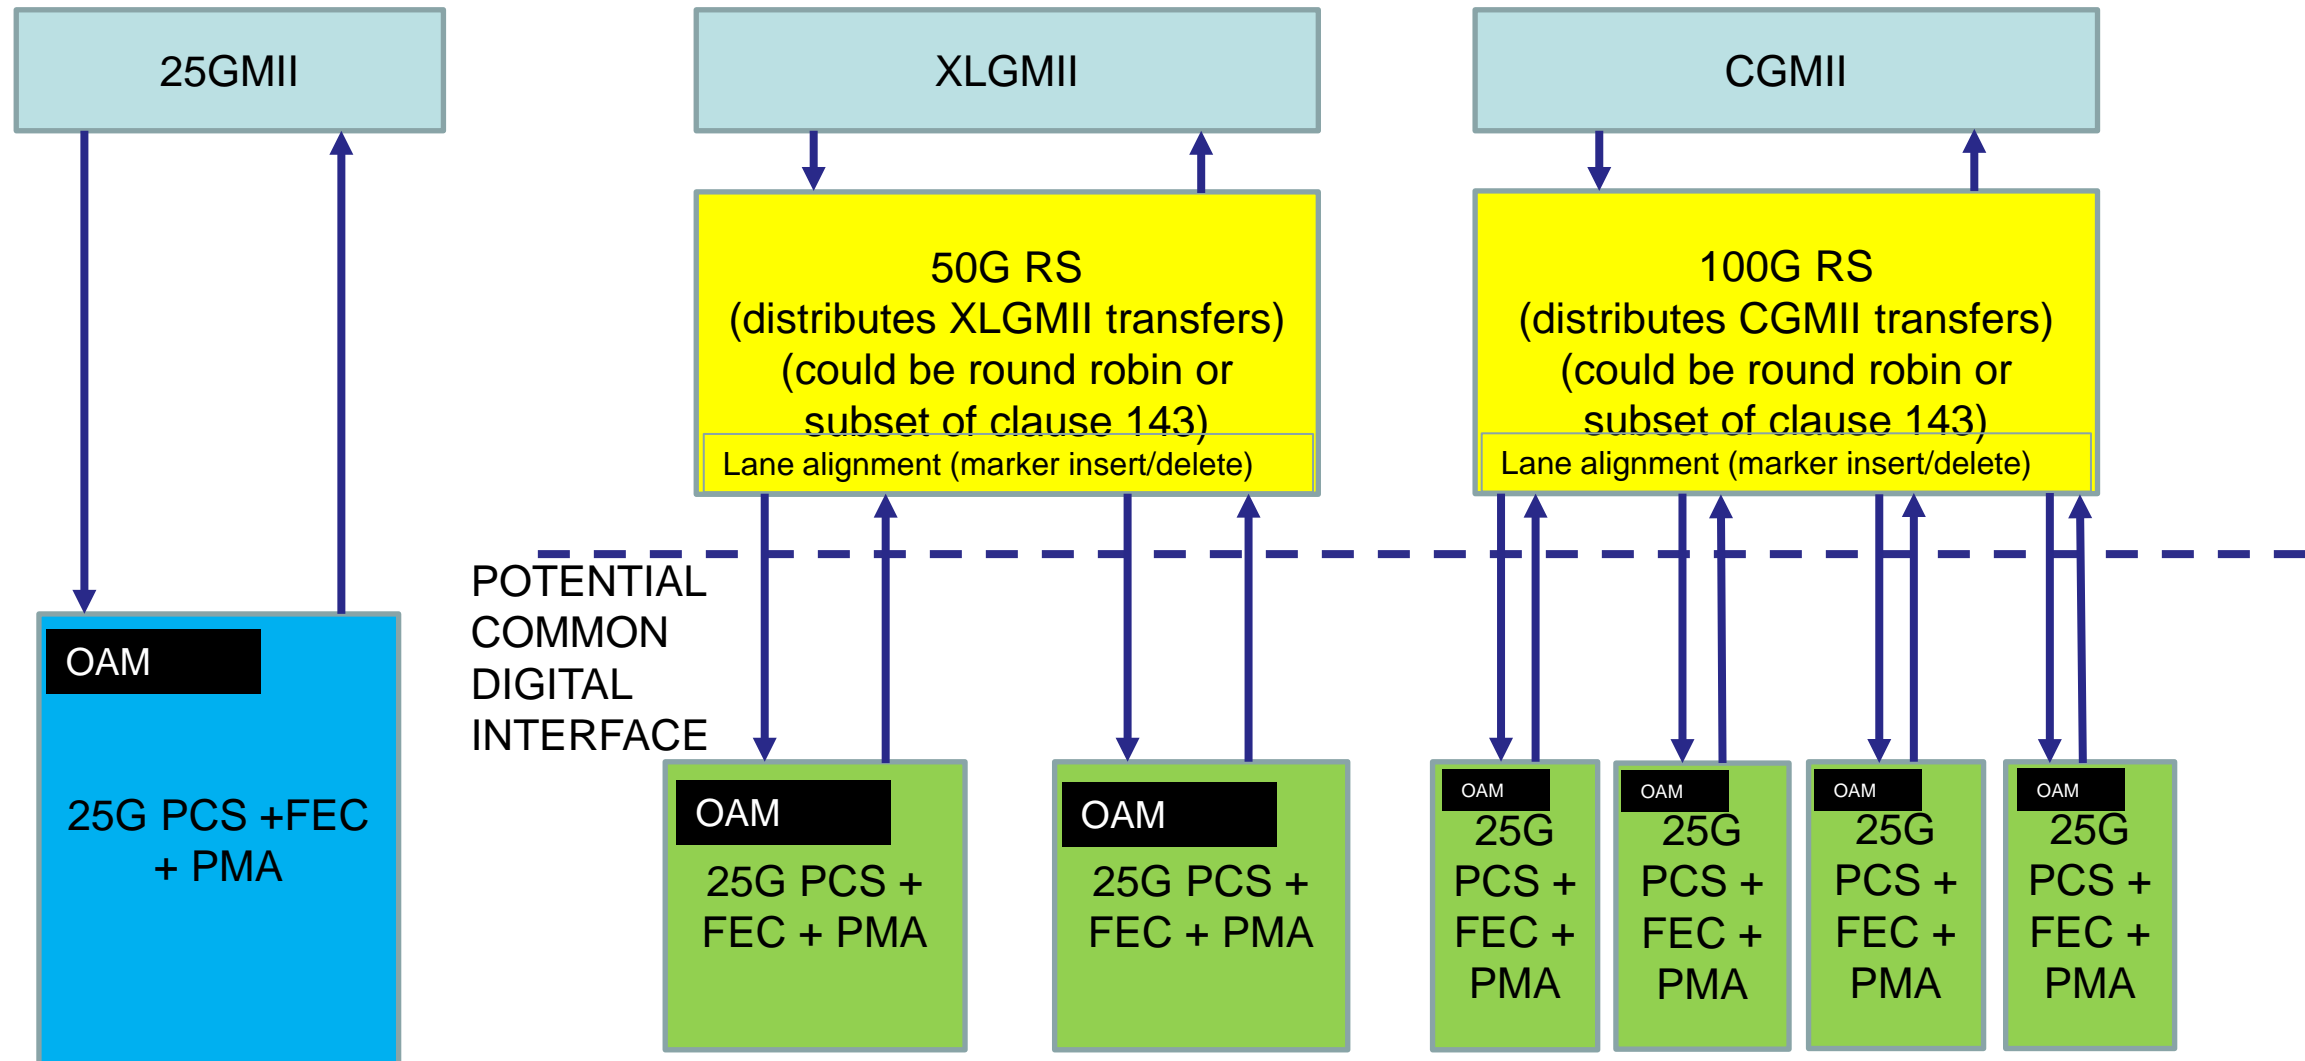 25GMII
XLGMII
CGMII
50G RS
(distributes XLGMII transfers)
(could be round robin or
subset of clause 143)
Lane alignment (marker insert/delete)
100G RS
(distributes CGMII transfers)
(could be round robin or
subset of clause 143)
Lane alignment (marker insert/delete)
POTENTIAL
COMMON
DIGITAL
INTERFACE
OAM
25G PCS +FEC
+ PMA
OAM
25G PCS +
FEC + PMA
OAM
25G PCS +
FEC + PMA
OAM
25G
PCS +
FEC +
PMA
OAM
25G
PCS +
FEC +
PMA
OAM
25G
PCS +
FEC +
PMA
OAM
25G
PCS +
FEC +
PMA